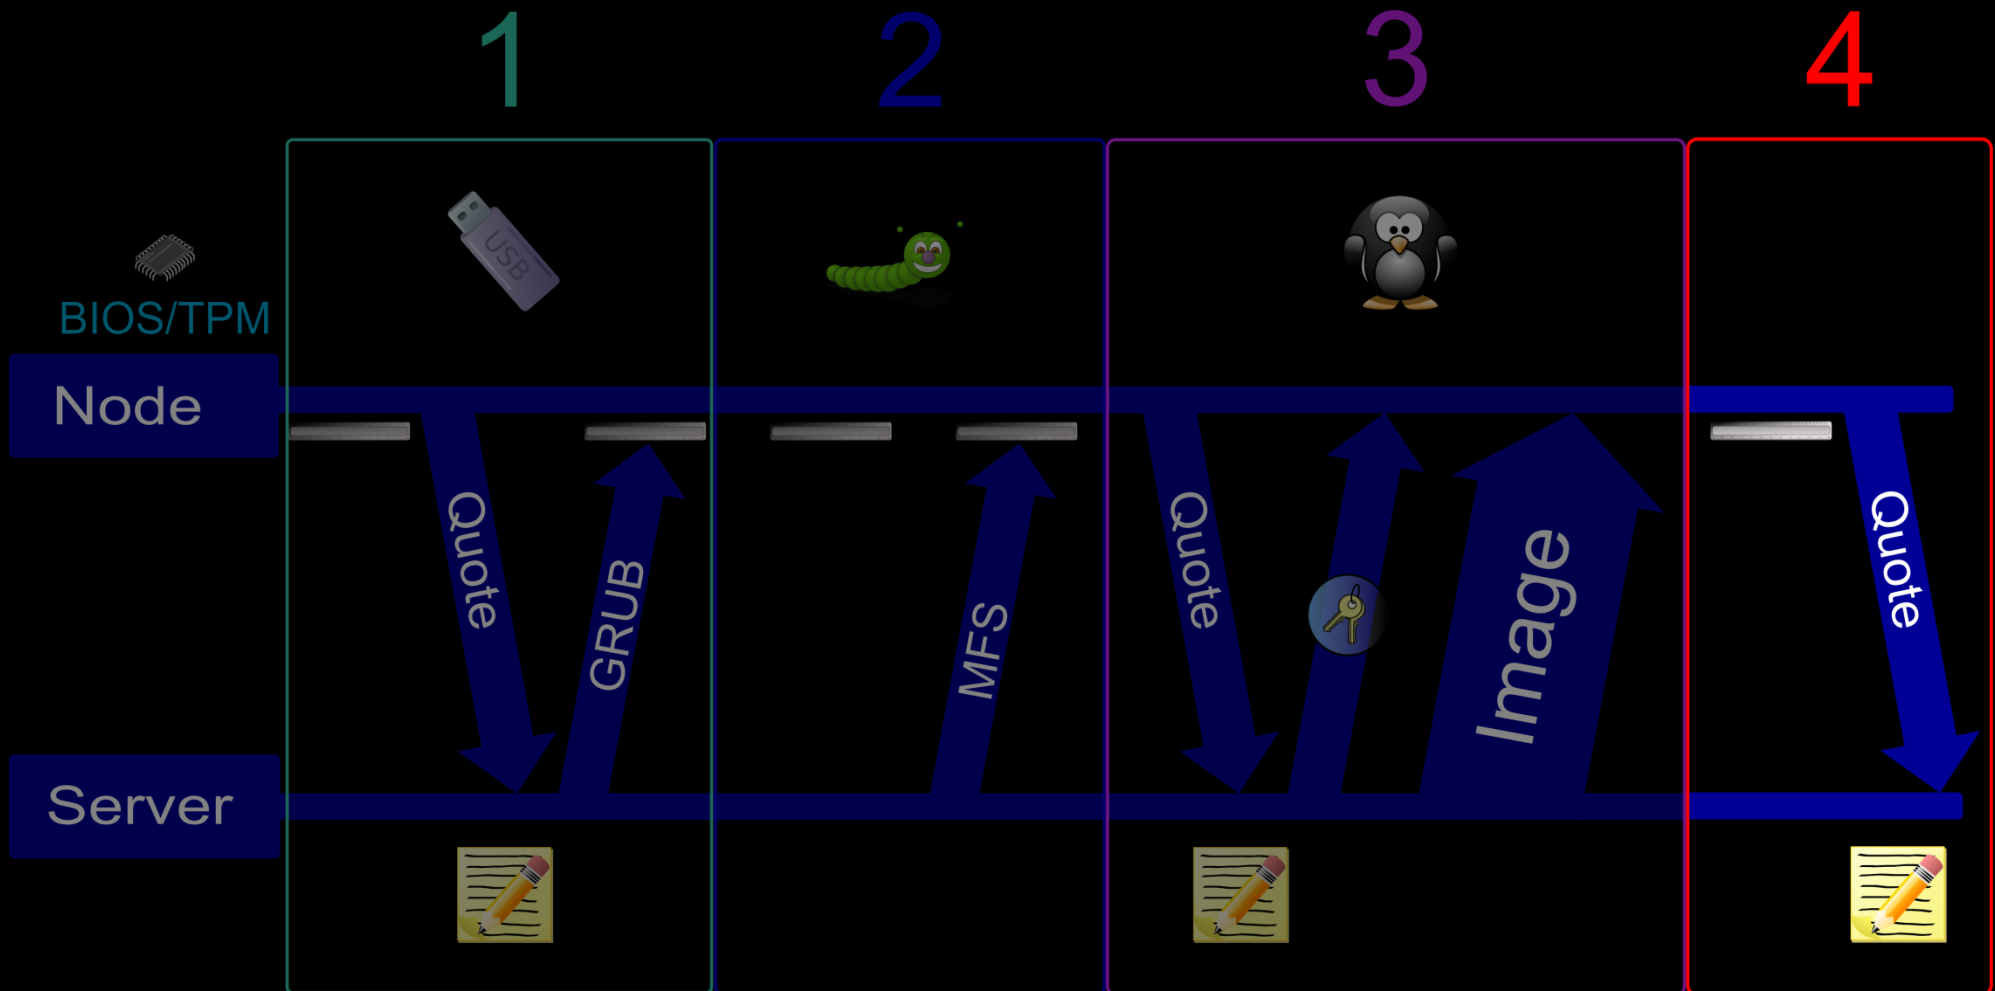 1
2
3
4
USB
BIOS/TPM
Node
Quote
GRUB
MFS
Quote
Image
Quote
Server